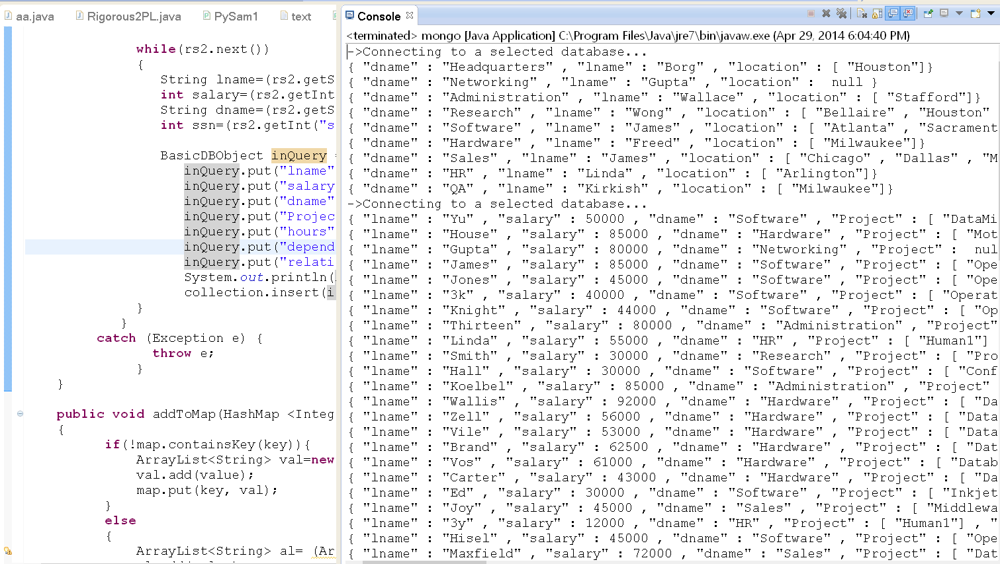 aa.java Rigorous2PL.java PySam1 text
while(rs2.next())
{
String lname=(rs2.getS
int salary=(rs2.getInt
String dname=(rs2.getS
int ssn=(rs2.getInt("s
BasicDBObject inQuery =
inQuery.put("lname"
inQuery.put("salary
inQuery.put("dname"
inQuery.put("Projec
inQuery.put("hours"
inQuery.put("depend
inQuery.put("relati
System.out.println(
collection.insert(i
}
}
catch (Exception e) {
throw e;
}
}
public void addToMap(HashMap <Integ
{
if(!map.containsKey(key)){
ArrayList<String> val=new
val.add(value);
map.put(key, val);
}
else
{
ArrayList<String> al= (Ar
Console
<terminated> mongo [Java Application] C:\Program Files\Java\jre7\bin\javaw.exe (Apr 29, 2014 6:04:40 PM)
->Connecting to a selected database...
{ "dname" : "Headquarters" , "lname" : "Borg" , "location" : [ "Houston"]}
{ "dname" : "Networking" , "lname" : "Gupta" , "location" :  null }
{ "dname" : "Administration" , "lname" : "Wallace" , "location" : [ "Stafford"]}
{ "dname" : "Research" , "lname" : "Wong" , "location" : [ "Bellaire" , "Houston"
{ "dname" : "Software" , "lname" : "James" , "location" : [ "Atlanta" , "Sacrament
{ "dname" : "Hardware" , "lname" : "Freed" , "location" : [ "Milwaukee"]}
{ "dname" : "Sales" , "lname" : "James" , "location" : [ "Chicago" , "Dallas" , "M
{ "dname" : "HR" , "lname" : "Linda" , "location" : [ "Arlington"]}
{ "dname" : "QA" , "lname" : "Kirkish" , "location" : [ "Milwaukee"]}
->Connecting to a selected database...
{ "lname" : "Yu" , "salary" : 50000 , "dname" : "Software" , "Project" : [ "DataMi
{ "lname" : "House" , "salary" : 85000 , "dname" : "Hardware" , "Project" : [ "Mot
{ "lname" : "Gupta" , "salary" : 80000 , "dname" : "Networking" , "Project" :  nul
{ "lname" : "James" , "salary" : 85000 , "dname" : "Software" , "Project" : [ "Ope
{ "lname" : "Jones" , "salary" : 45000 , "dname" : "Software" , "Project" : [ "Ope
{ "lname" : "3k" , "salary" : 40000 , "dname" : "Software" , "Project" : [ "Operat
{ "lname" : "Knight" , "salary" : 44000 , "dname" : "Software" , "Project" : [ "Op
{ "lname" : "Thirteen" , "salary" : 80000 , "dname" : "Administration" , "Project"
{ "lname" : "Linda" , "salary" : 55000 , "dname" : "HR" , "Project" : [ "Human1"]
{ "lname" : "Smith" , "salary" : 30000 , "dname" : "Research" , "Project" : [ "Pro
{ "lname" : "Hall" , "salary" : 30000 , "dname" : "Software" , "Project" : [ "Conf
{ "lname" : "Koelbel" , "salary" : 85000 , "dname" : "Administration" , "Project"
{ "lname" : "Wallis" , "salary" : 92000 , "dname" : "Hardware" , "Project" : [ "Da
{ "lname" : "Zell" , "salary" : 56000 , "dname" : "Hardware" , "Project" : [ "Data
{ "lname" : "Vile" , "salary" : 53000 , "dname" : "Hardware" , "Project" : [ "Data
{ "lname" : "Brand" , "salary" : 62500 , "dname" : "Hardware" , "Project" : [ "Dat
{ "lname" : "Vos" , "salary" : 61000 , "dname" : "Hardware" , "Project" : [ "Datab
{ "lname" : "Carter" , "salary" : 43000 , "dname" : "Hardware" , "Project" : [ "Da
{ "lname" : "Ed" , "salary" : 30000 , "dname" : "Software" , "Project" : [ "Inkjet
{ "lname" : "Joy" , "salary" : 45000 , "dname" : "Sales" , "Project" : [ "Middlewa
{ "lname" : "3y" , "salary" : 12000 , "dname" : "HR" , "Project" : [ "Human1"] , "
{ "lname" : "Hisel" , "salary" : 45000 , "dname" : "Software" , "Project" : [ "Ope
{ "lname" : "Maxfield" , "salary" : 72000 , "dname" : "Sales" , "Project" : [ "Dat